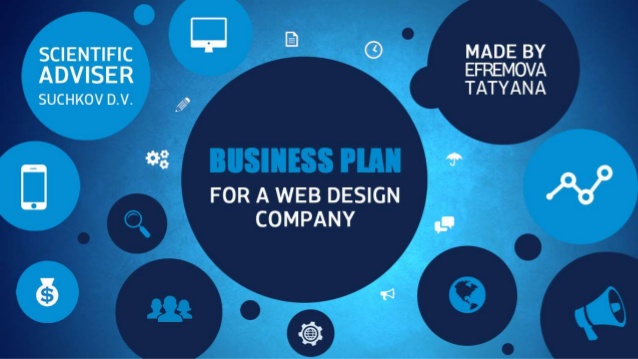 SCIENTIFIC
ADVISER
SUCHKOV D.V.
MADE BY
EFREMOVA
TATYANA
BUSINESS PLAN
FOR A WEB DESIGN
COMPANY